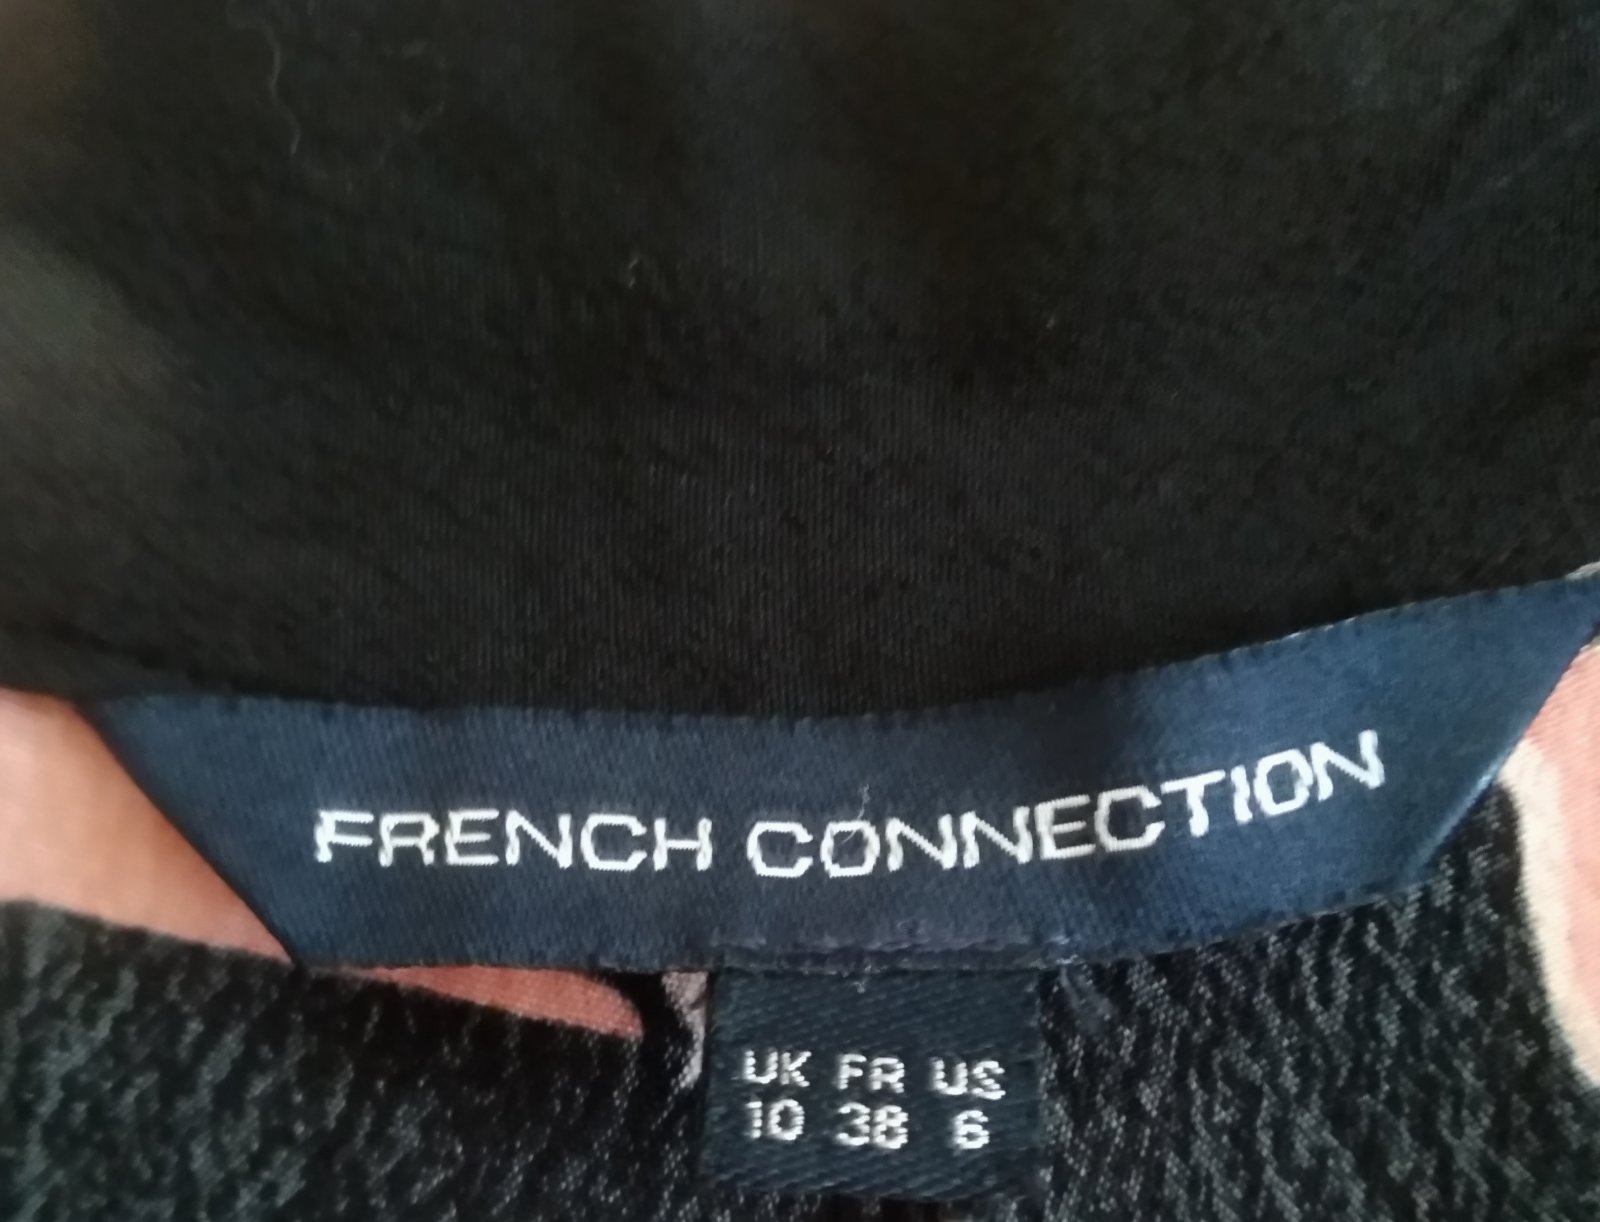 FRENCH CONNECTION
UK FR US
10 38 6